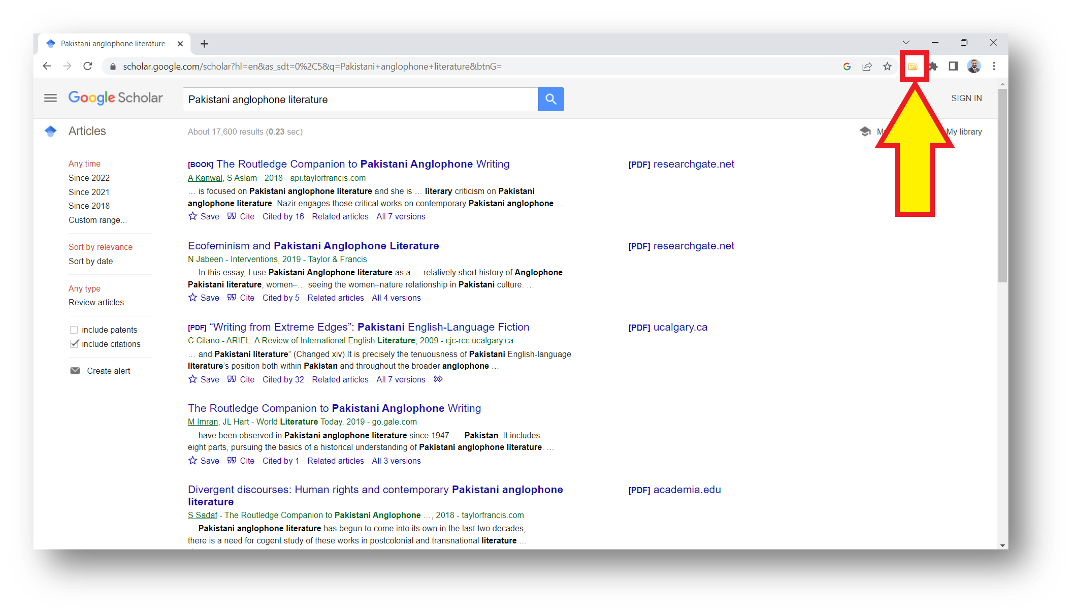 Pakistani anglophone literature
scholar.google.com/scholar?hl=en&as_sdt=0%2C5&q=Pakistani+anglophone+literature&btnG=
Google Scholar
Pakistani anglophone literature
SIGN IN
Articles
About 17,600 results (0.23 sec)
My library
Any time
Since 2022
Since 2021
Since 2018
Custom range...
Sort by relevance
Sort by date
Any type
Review articles
include patents
include citations
Create alert
[BOOK] The Routledge Companion to Pakistani Anglophone Writing
A Kanwal, S Aslam - 2018 - api.taylorfrancis.com
… is focused on Pakistani anglophone literature and she is … literary criticism on Pakistani
anglophone literature. Nazir engages those critical works on contemporary Pakistani anglophone …
Save Cite Cited by 16 Related articles All 7 versions
[PDF] researchgate.net
Ecofeminism and Pakistani Anglophone Literature
N Jabeen - Interventions, 2019 - Taylor & Francis
… In this essay, I use Pakistani Anglophone literature as a … relatively short history of Anglophone
Pakistani literature, women–… seeing the women–nature relationship in Pakistani culture. …
Save Cite Cited by 5 Related articles All 4 versions
[PDF] researchgate.net
[PDF] “Writing from Extreme Edges”: Pakistani English-Language Fiction
C Cilano - ARIEL: A Review of International English Literature, 2009 - cjc-rcc.ucalgary.ca
… and Pakistani literature” (Changed xiv).It is precisely the tenuousness of Pakistani English-language
literature’s position both within Pakistan and throughout the broader anglophone …
Save Cite Cited by 32 Related articles All 7 versions
[PDF] ucalgary.ca
The Routledge Companion to Pakistani Anglophone Writing
M Imran, JL Hart - World Literature Today, 2019 - go.gale.com
… have been observed in Pakistani anglophone literature since 1947 … Pakistan. It includes
eight parts, pursuing the basics of a historical understanding of Pakistani anglophone literature. …
Save Cite Cited by 1 Related articles All 3 versions
Divergent discourses: Human rights and contemporary Pakistani anglophone
literature
S Sadaf - The Routledge Companion to Pakistani Anglophone …, 2018 - taylorfrancis.com
… Pakistani anglophone literature has begun to come into its own in the last two decades,
there is a need for cogent study of these works in postcolonial and transnational literature …
[PDF] academia.edu